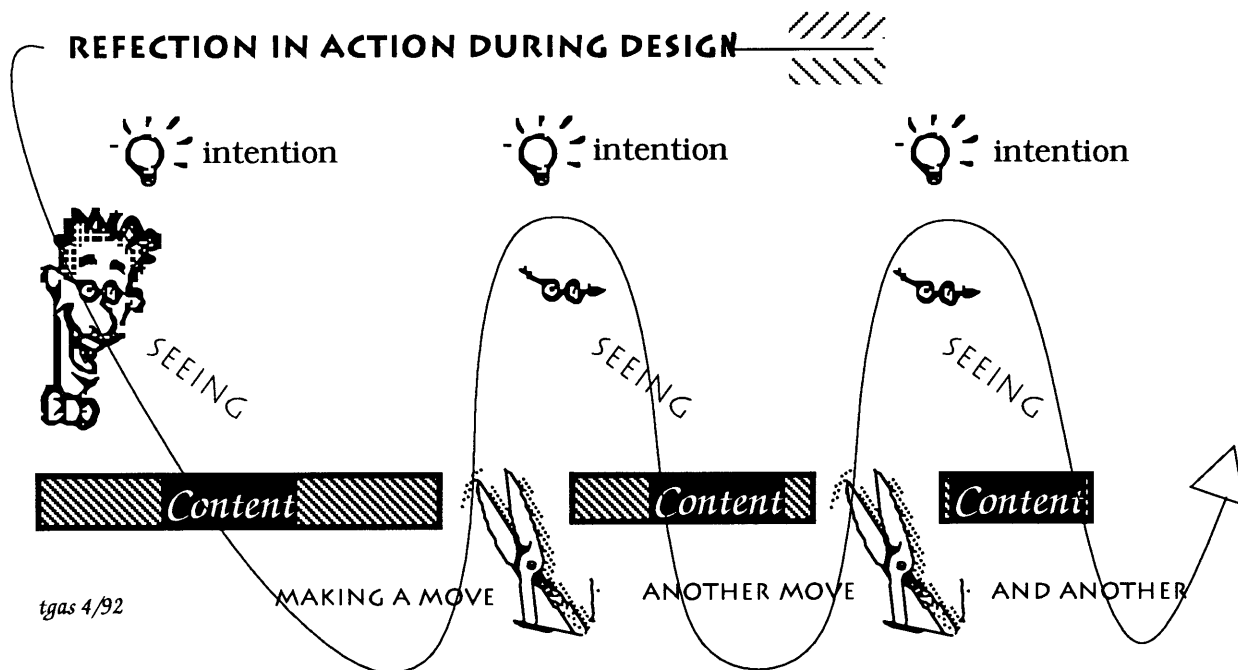 REFECTION IN ACTION DURING DESIGN
intention intention intention
SEEING SEEING SEEING
Content Content Content
MAKING A MOVE ANOTHER MOVE AND ANOTHER
tgas 4/92